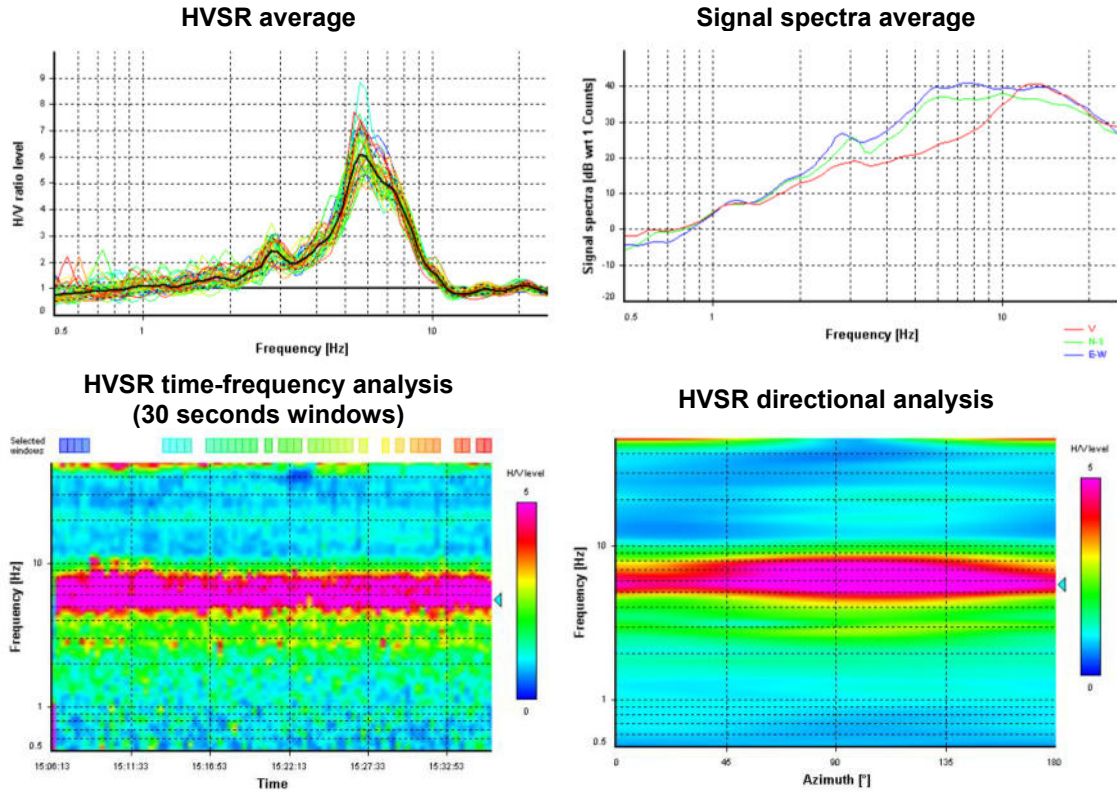 HVSR average
9
8
7
6
5
4
3
2
1
0
H/V ratio level
0.5
1
10
Frequency [Hz]
Signal spectra average
40
30
20
10
0
-10
-20
Signal spectra [dB wrt 1 Counts]
0.5
1
10
Frequency [Hz]
V
N-S
E-W
HVSR time-frequency analysis
(30 seconds windows)
Selected
windows
10
1
0.5
Frequency [Hz]
15:06:13
15:11:33
15:16:53
15:22:13
15:27:33
15:32:53
Time
H/V level
5
0
HVSR directional analysis
10
1
0.5
Frequency [Hz]
0
45
90
135
180
Azimuth [°]
H/V level
5
0